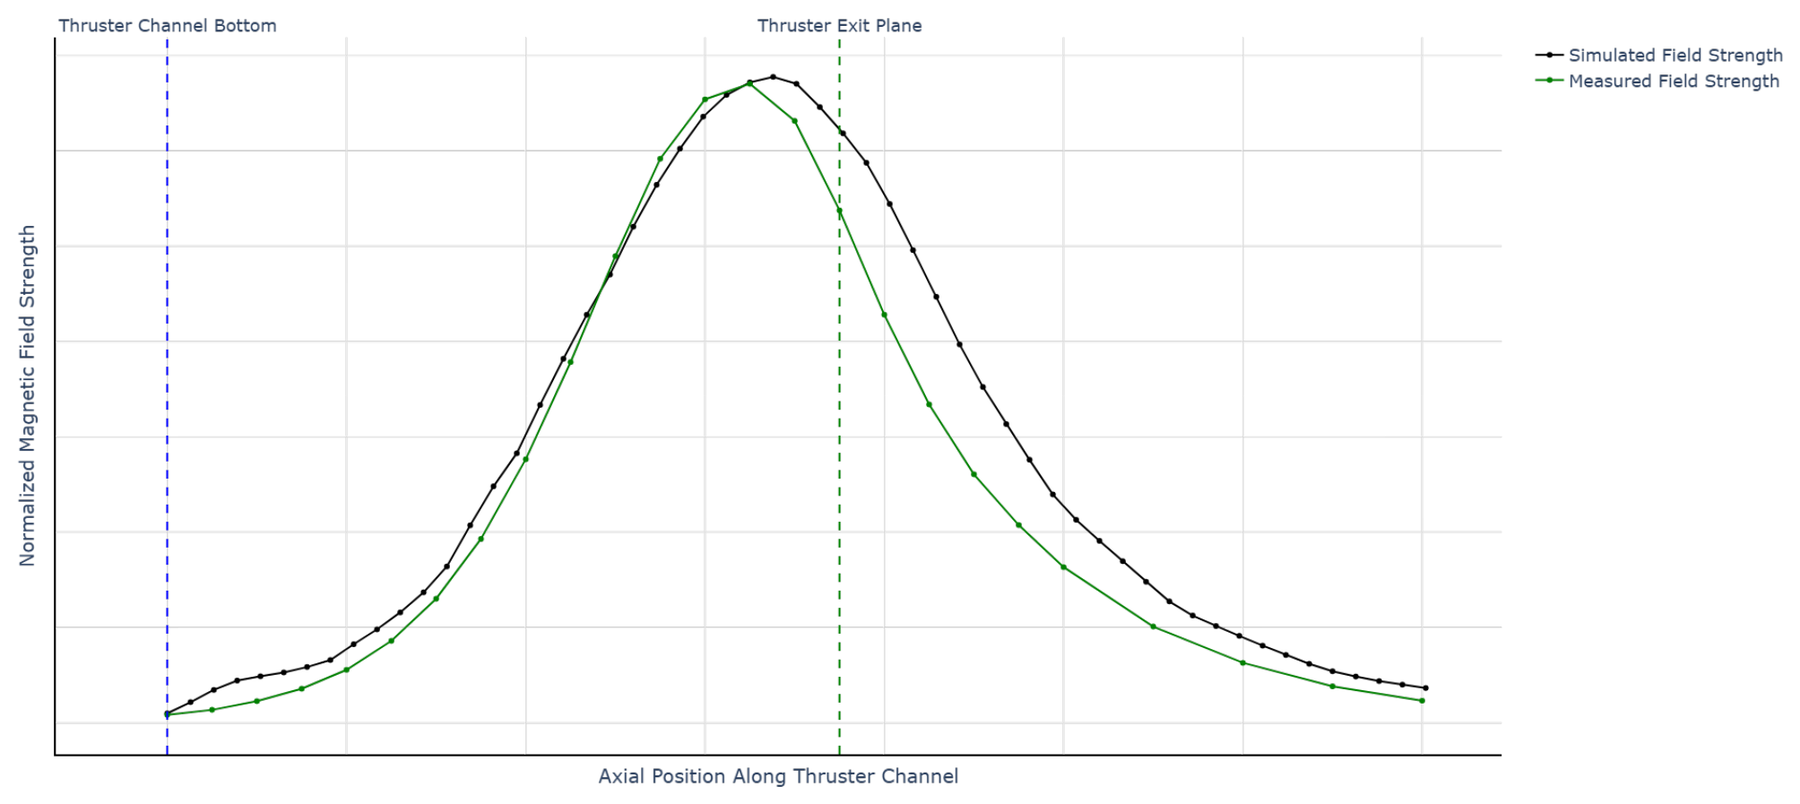 Thruster Channel Bottom
Thruster Exit Plane
Simulated Field Strength
Measured Field Strength
Normalized Magnetic Field Strength
Axial Position Along Thruster Channel